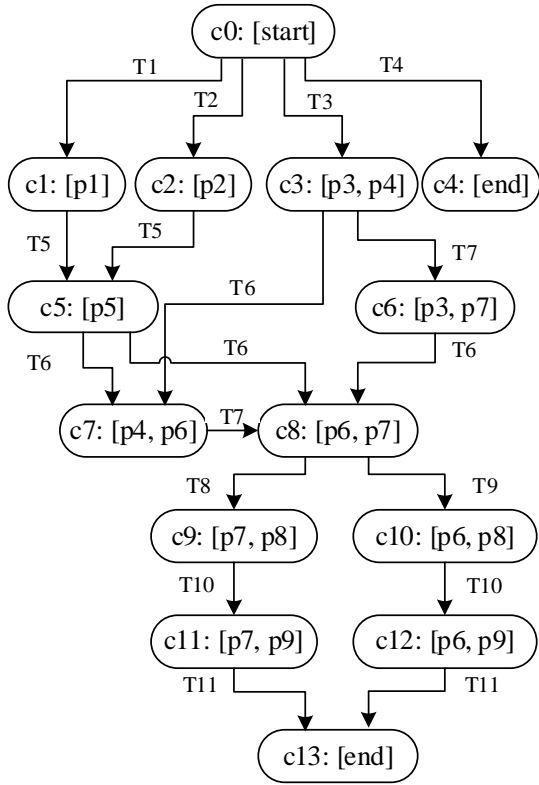 c0: [start]
T1
T4
T2
T3
c1: [p1]
c2: [p2]
c3: [p3, p4]
c4: [end]
T5
T5
T7
T6
c5: [p5]
c6: [p3, p7]
T6
T6
T6
c7: [p4, p6]
T7
c8: [p6, p7]
T8
T9
c9: [p7, p8]
c10: [p6, p8]
T10
T10
c11: [p7, p9]
c12: [p6, p9]
T11
T11
c13: [end]